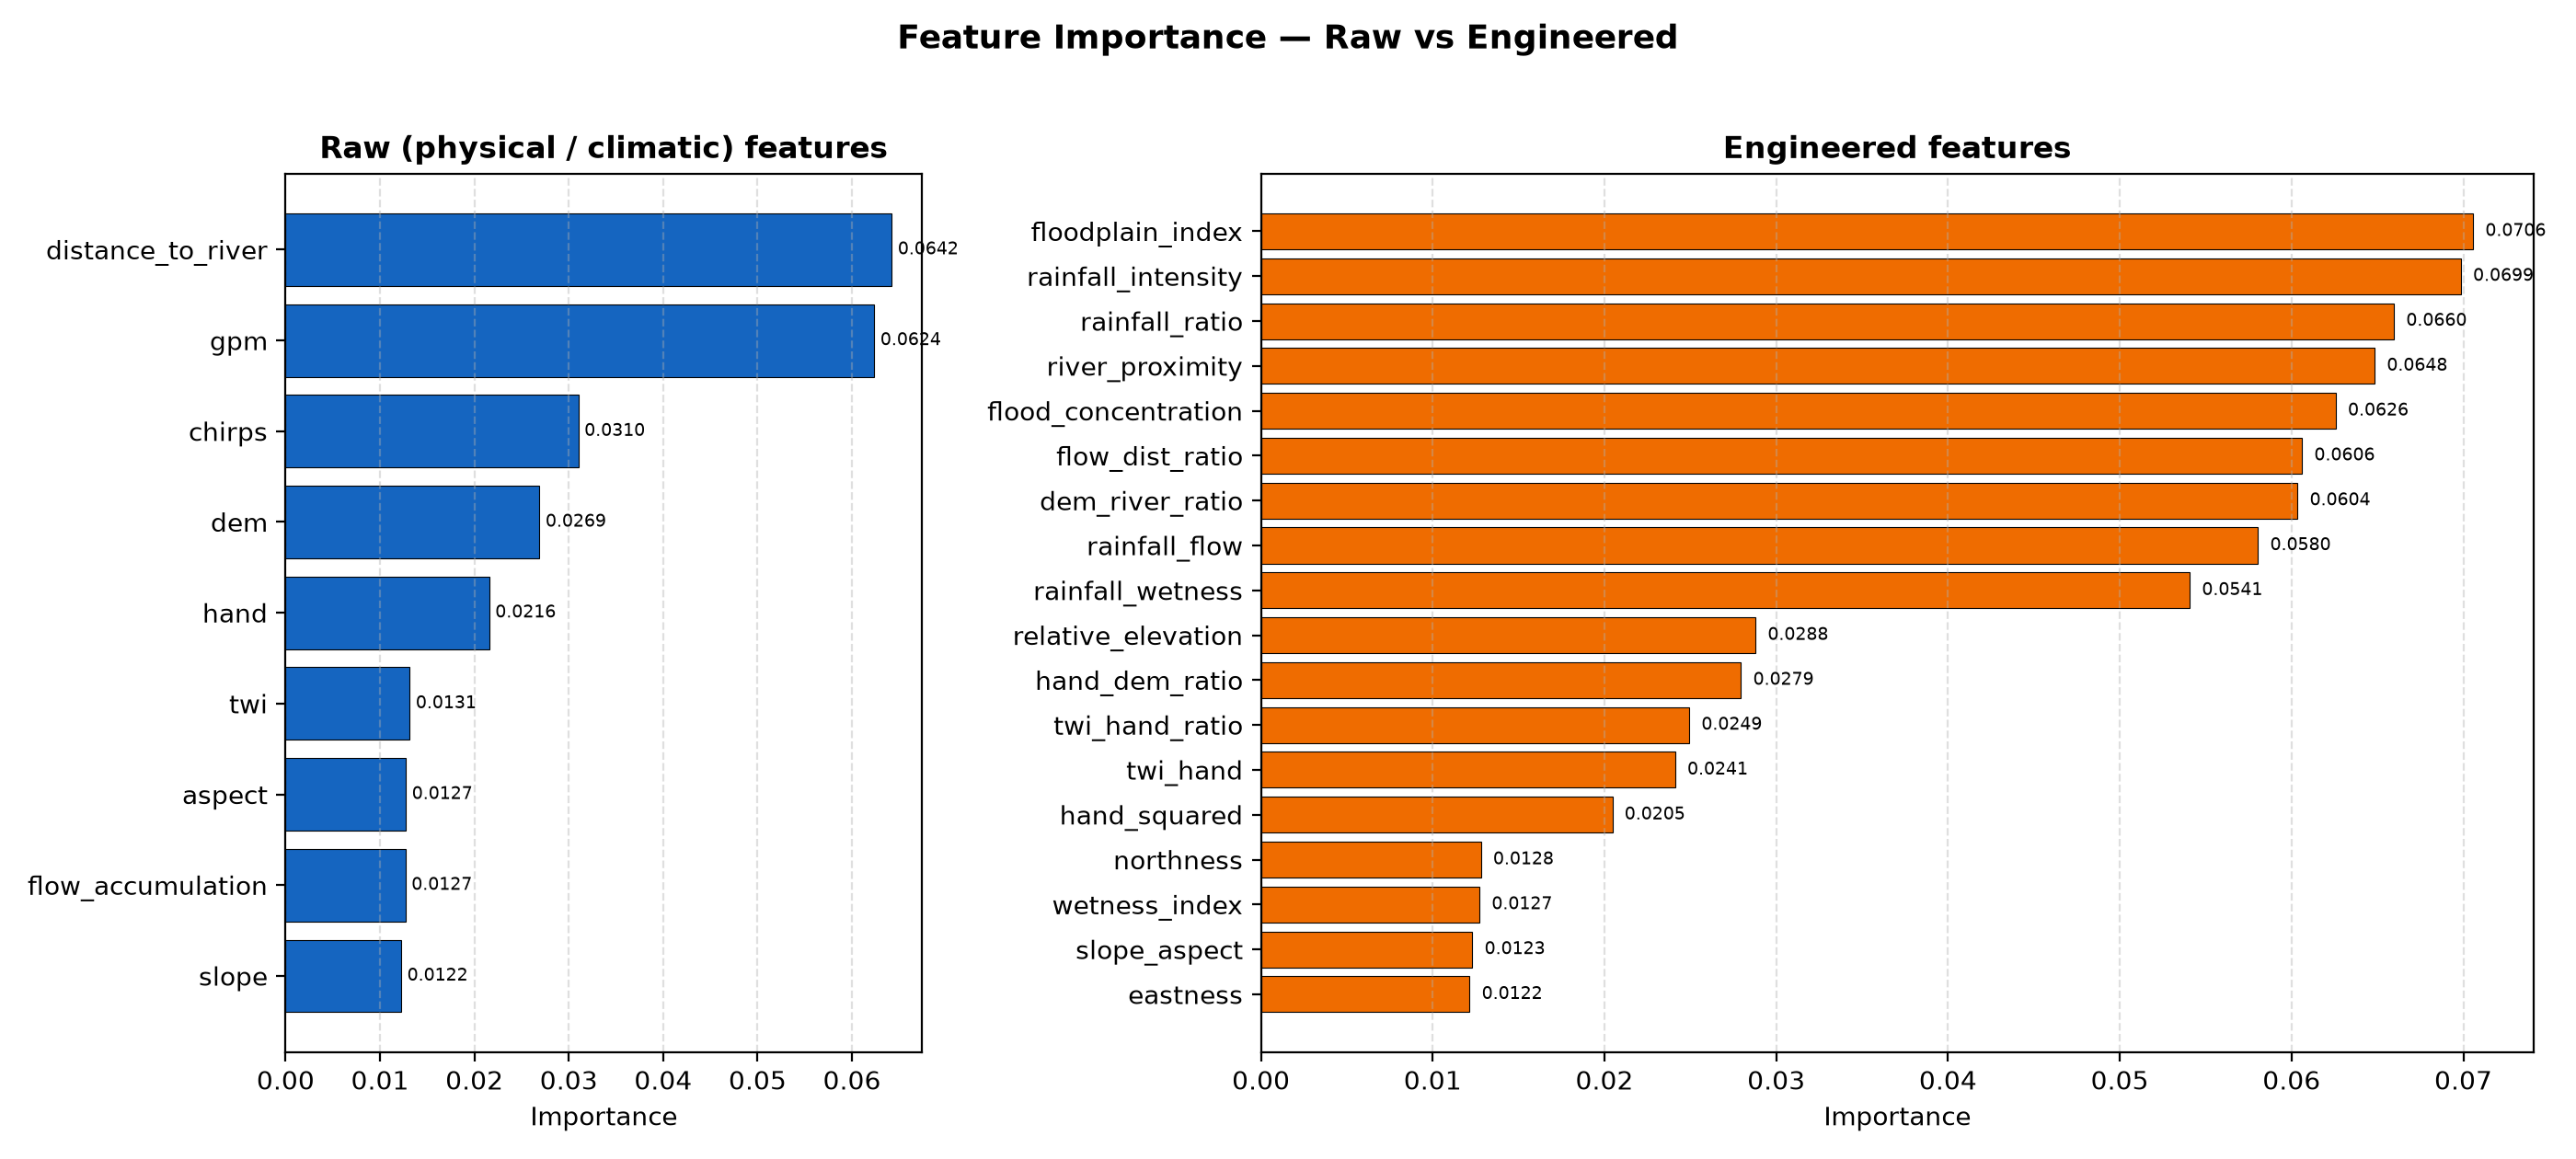 Feature Importance — Raw vs Engineered
Raw (physical / climatic) features
distance_to_river 0.0642
gpm 0.0624
chirps 0.0310
dem 0.0269
hand 0.0216
twi 0.0131
aspect 0.0127
flow_accumulation 0.0127
slope 0.0122
0.00 0.01 0.02 0.03 0.04 0.05 0.06
Importance
Engineered features
floodplain_index 0.0706
rainfall_intensity 0.0699
rainfall_ratio 0.0660
river_proximity 0.0648
flood_concentration 0.0626
flow_dist_ratio 0.0606
dem_river_ratio 0.0604
rainfall_flow 0.0580
rainfall_wetness 0.0541
relative_elevation 0.0288
hand_dem_ratio 0.0279
twi_hand_ratio 0.0249
twi_hand 0.0241
hand_squared 0.0205
northness 0.0128
wetness_index 0.0127
slope_aspect 0.0123
eastness 0.0122
0.00 0.01 0.02 0.03 0.04 0.05 0.06 0.07
Importance